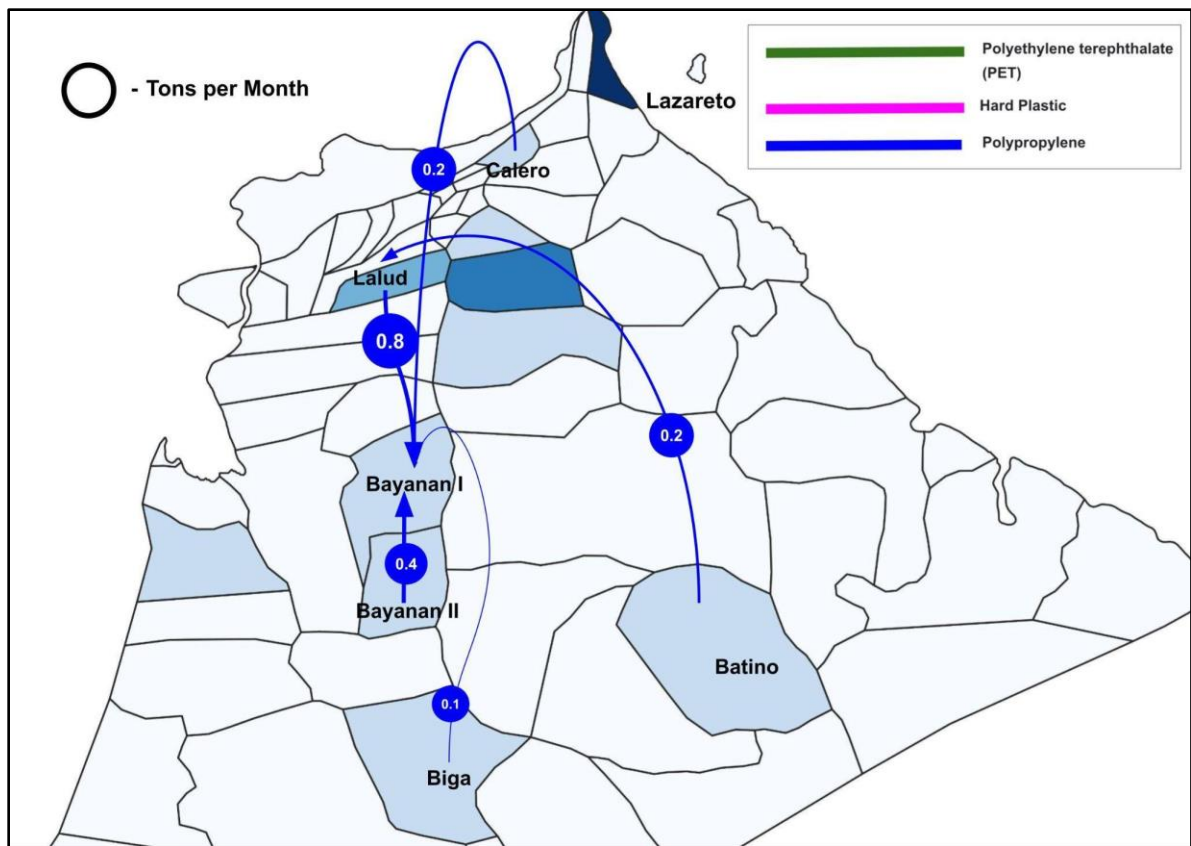 - Tons per Month
Polyethylene terephthalate
(PET)
Hard Plastic
Polypropylene
Lazareto
0.2
Calero
Lalud
0.8
0.2
Bayanan I
0.4
Bayanan II
Batino
0.1
Biga